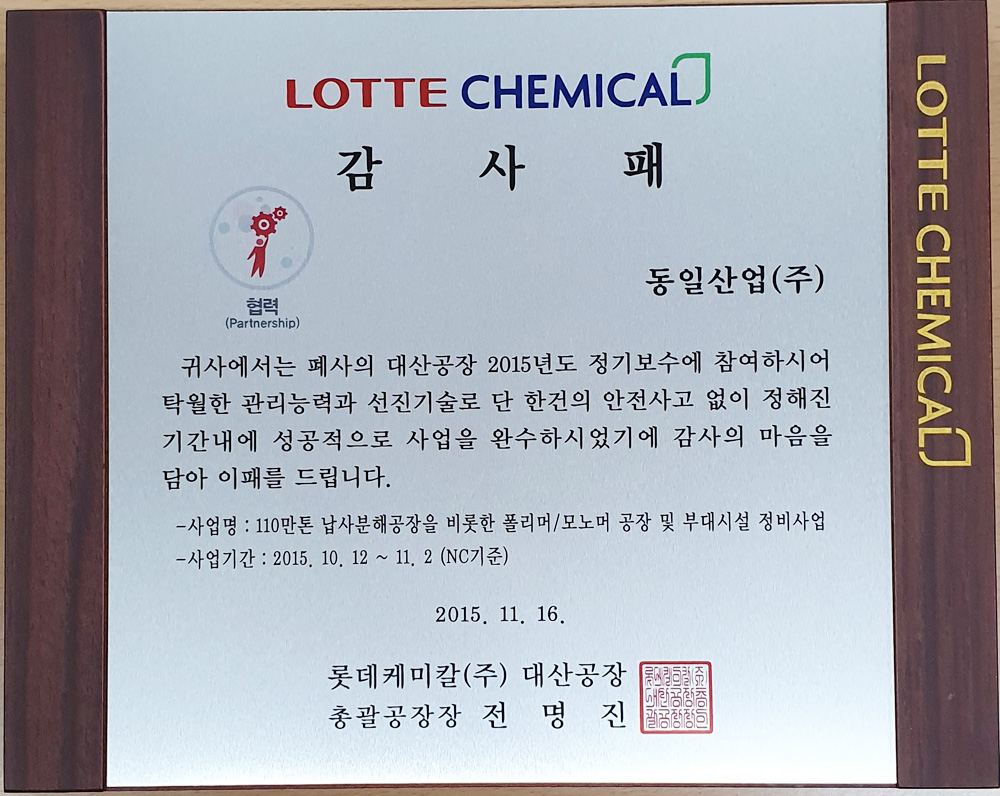 LOTTE CHEMICAL
감 사 패
협력
(Partnership)
동일산업(주)
귀사에서는 폐사의 대산공장 2015년도 정기보수에 참여하시어
탁월한 관리능력과 선진기술로 단 한건의 안전사고 없이 정해진
기간내에 성공적으로 사업을 완수하시었기에 감사의 마음을
담아 이패를 드립니다.
-사업명 : 110만톤 납사분해공장을 비롯한 폴리머/모노머 공장 및 부대시설 정비사업
-사업기간 : 2015. 10. 12 ~ 11. 2 (NC기준)
2015. 11. 16.
롯데케미칼(주) 대산공장
총괄공장장 전 명 진
LOTTE CHEMICAL